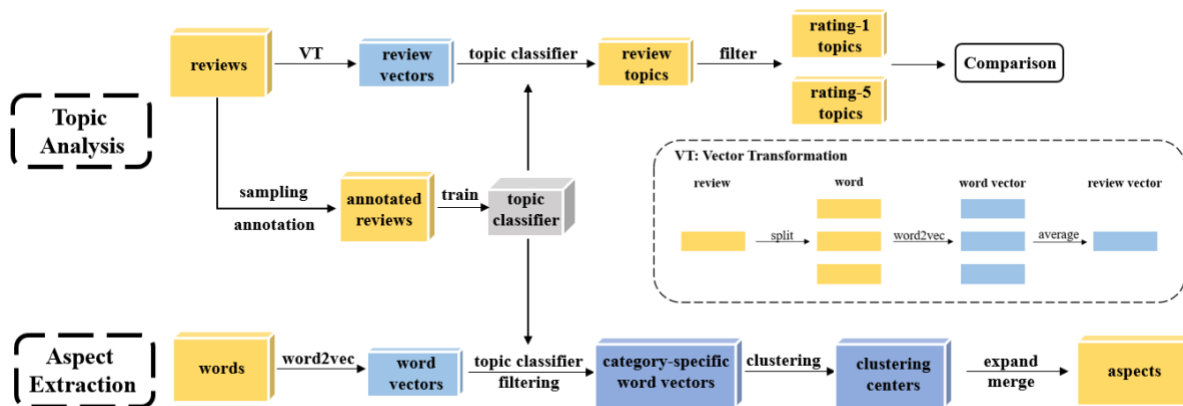 Topic
Analysis
reviews
VT
review
vectors
topic classifier
review
topics
filter
rating-1
topics
rating-5
topics
Comparison
sampling
annotation
annotated
reviews
train
topic
classifier
VT: Vector Transformation
review
word
word vector
review vector
split
word2vec
average
Aspect
Extraction
words
word2vec
word
vectors
topic classifier
filtering
category-specific
word vectors
clustering
clustering
centers
expand
merge
aspects